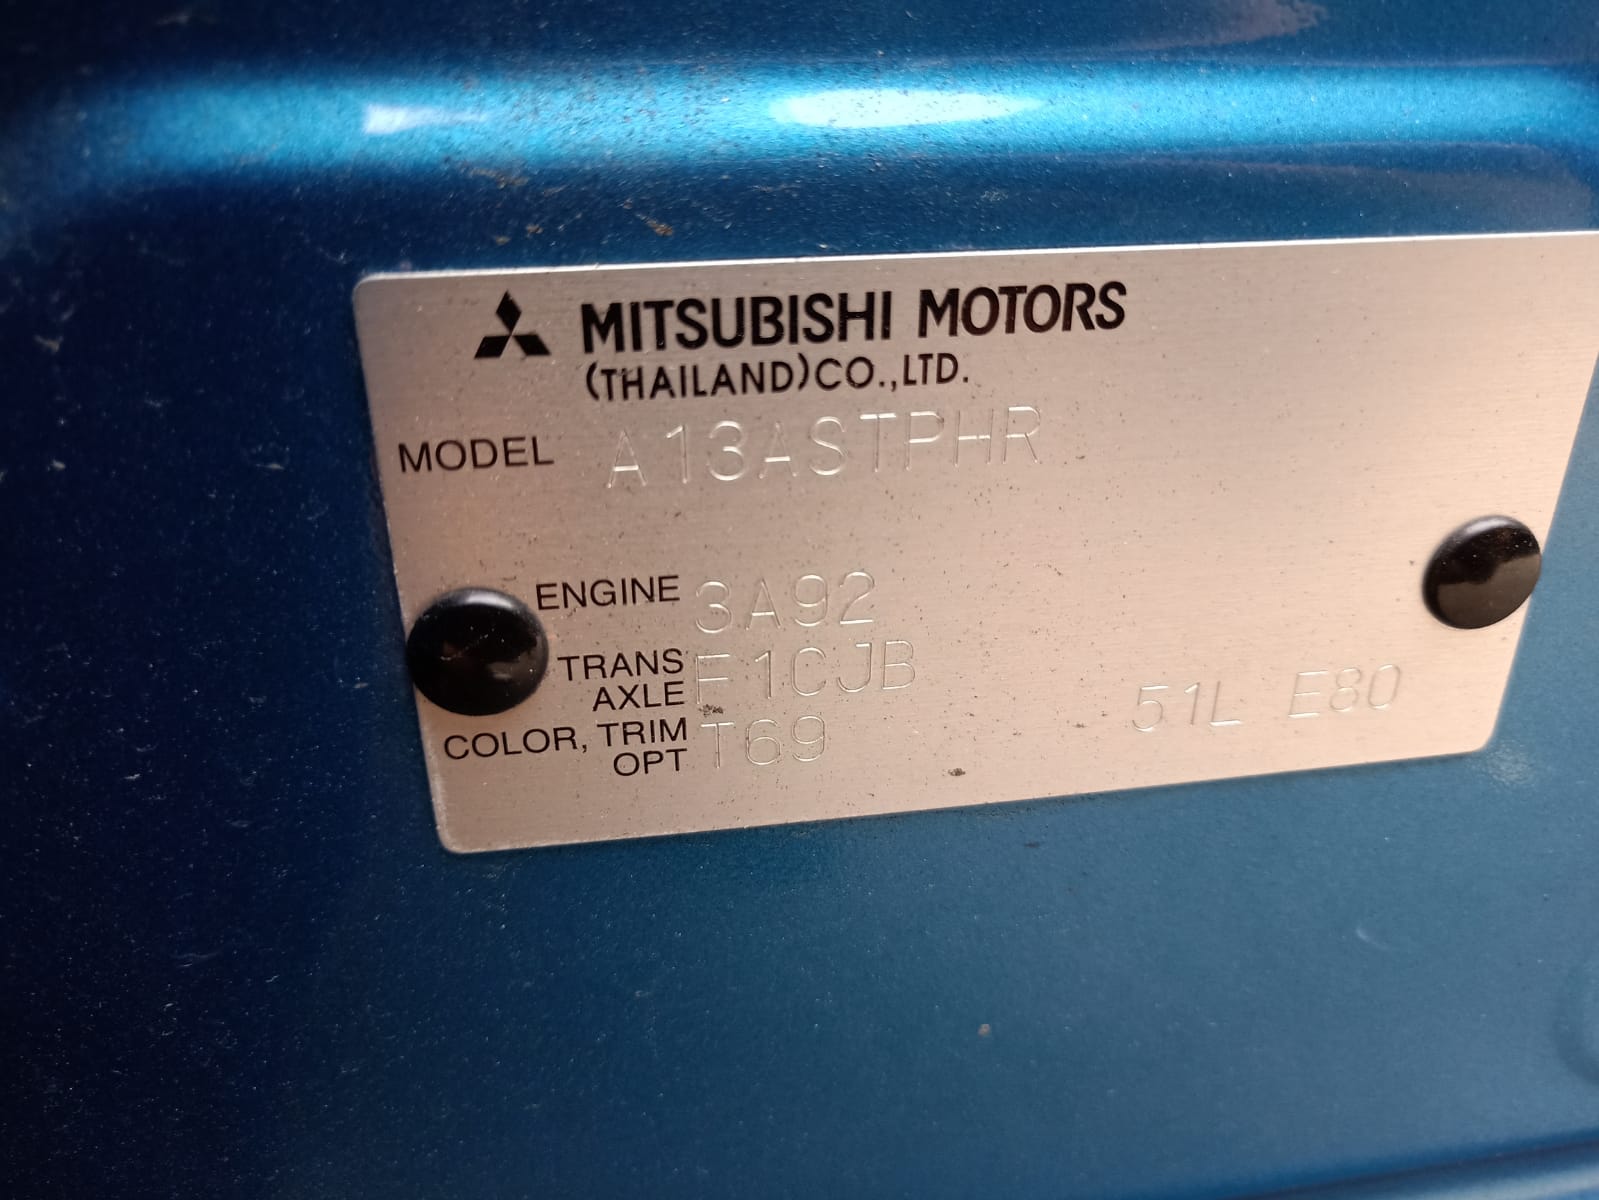 MITSUBISHI MOTORS
(THAILAND)CO.,LTD.
MODEL A13ASTPHR
ENGINE 3A92
TRANS AXLE F1CJB
COLOR, TRIM OPT T69 51L E80